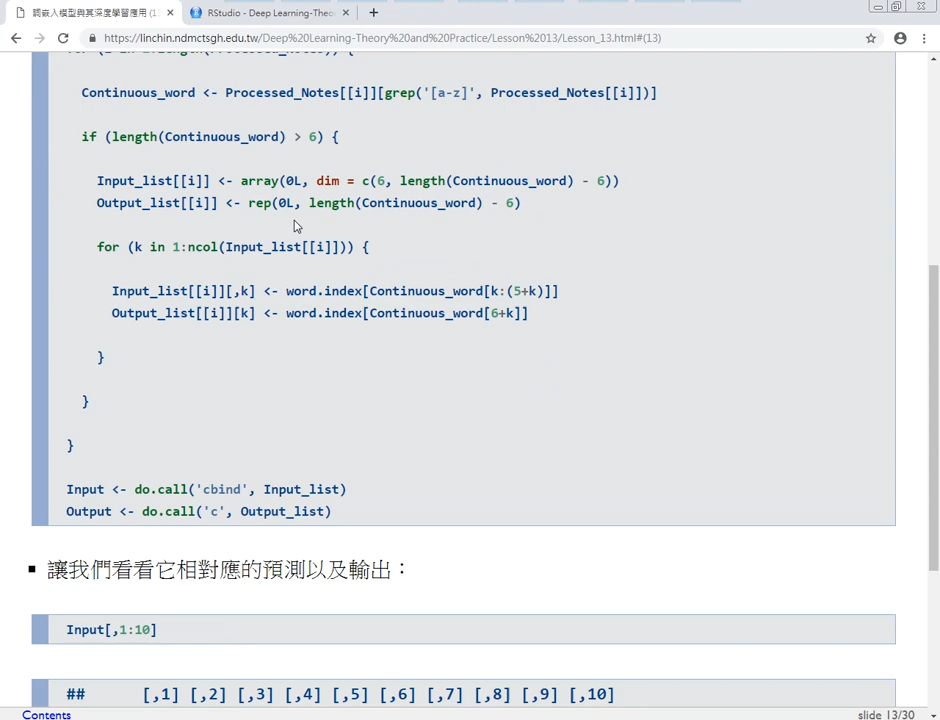 詞嵌入模型與其深度學習應用 (1
RStudio - Deep Learning-Theo
https://linchin.ndmctsgh.edu.tw/Deep%20Learning-Theory%20and%20Practice/Lesson%2013/Lesson_13.html#(13)
for (i in 1:length(Processed_Notes)) {
Continuous_word <- Processed_Notes[[i]][grep('[a-z]', Processed_Notes[[i]])]
if (length(Continuous_word) > 6) {
Input_list[[i]] <- array(0L, dim = c(6, length(Continuous_word) - 6))
Output_list[[i]] <- rep(0L, length(Continuous_word) - 6)
for (k in 1:ncol(Input_list[[i]])) {
Input_list[[i]][,k] <- word.index[Continuous_word[k:(5+k)]]
Output_list[[i]][k] <- word.index[Continuous_word[6+k]]
}
}
}
Input <- do.call('cbind', Input_list)
Output <- do.call('c', Output_list)
▪ 讓我們看看它相對應的預測以及輸出：
Input[,1:10]
## [,1] [,2] [,3] [,4] [,5] [,6] [,7] [,8] [,9] [,10]
Contents
slide 13/30